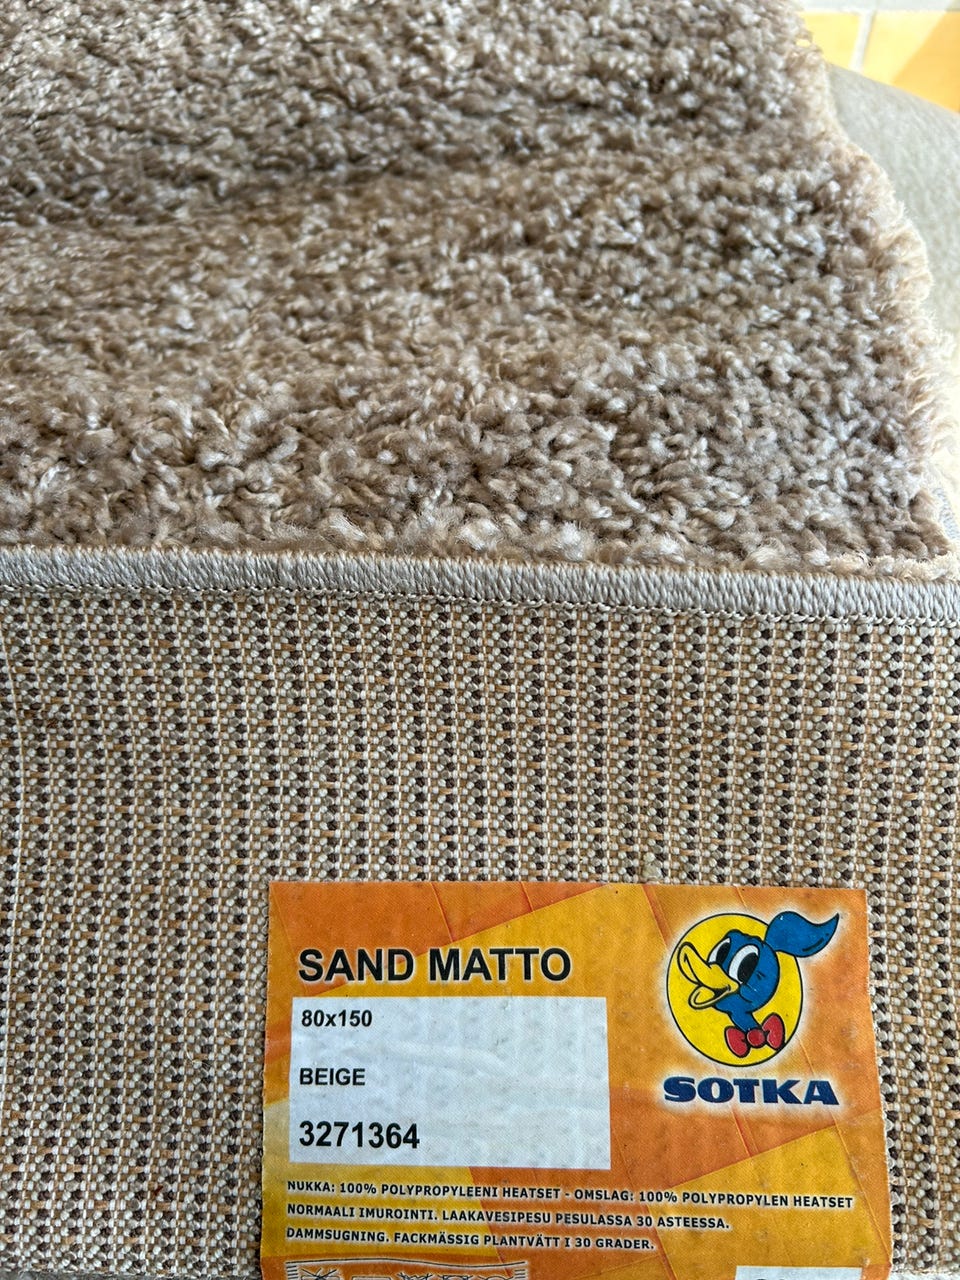 SAND MATTO
80x150
BEIGE
3271364
SOTKA
NUKKA: 100% POLYPROPYLEENI HEATSET - OMSLAG: 100% POLYPROPYLEN HEATSET
NORMAALI IMUROINTI. LAAKAVESIPESU PESULASSA 30 ASTEESSA.
DAMMSUGNING. FACKMÄSSIG PLANTVÄTT I 30 GRADER.